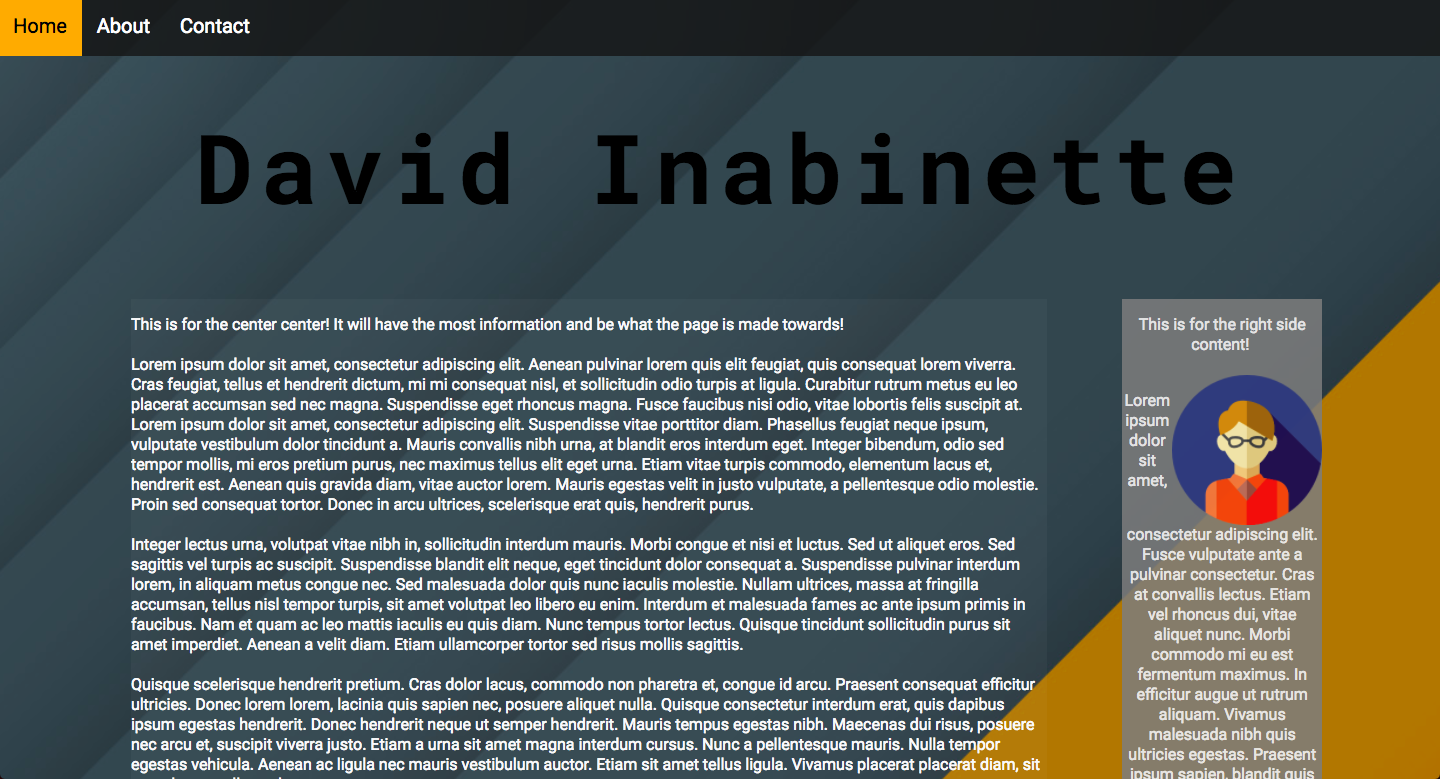 Home About Contact
David Inabinette
This is for the center center! It will have the most information and be what the page is made towards!
Lorem ipsum dolor sit amet, consectetur adipiscing elit. Aenean pulvinar lorem quis elit feugiat, quis consequat lorem viverra.
Cras feugiat, tellus et hendrerit dictum, mi mi consequat nisl, et sollicitudin odio turpis at ligula. Curabitur rutrum metus eu leo
placerat accumsan sed nec magna. Suspendisse eget rhoncus magna. Fusce faucibus nisi odio, vitae lobortis felis suscipit at.
Lorem ipsum dolor sit amet, consectetur adipiscing elit. Suspendisse vitae porttitor diam. Phasellus feugiat neque ipsum,
vulputate vestibulum dolor tincidunt a. Mauris convallis nibh urna, at blandit eros interdum eget. Integer bibendum, odio sed
tempor mollis, mi eros pretium purus, nec maximus tellus elit eget urna. Etiam vitae turpis commodo, elementum lacus et,
hendrerit est. Aenean quis gravida diam, vitae auctor lorem. Mauris egestas velit in justo vulputate, a pellentesque odio molestie.
Proin sed consequat tortor. Donec in arcu ultrices, scelerisque erat quis, hendrerit purus.
Integer lectus urna, volutpat vitae nibh in, sollicitudin interdum mauris. Morbi congue et nisi et luctus. Sed ut aliquet eros. Sed
sagittis vel turpis ac suscipit. Suspendisse blandit elit neque, eget tincidunt dolor consequat a. Suspendisse pulvinar interdum
lorem, in aliquam metus congue nec. Sed malesuada dolor quis nunc iaculis molestie. Nullam ultrices, massa at fringilla
accumsan, tellus nisl tempor turpis, sit amet volutpat leo libero eu enim. Interdum et malesuada fames ac ante ipsum primis in
faucibus. Nam et quam ac leo mattis iaculis eu quis diam. Nunc tempus tortor lectus. Quisque tincidunt sollicitudin purus sit
amet imperdiet. Aenean a velit diam. Etiam ullamcorper tortor sed risus mollis sagittis.
Quisque scelerisque hendrerit pretium. Cras dolor lacus, commodo non pharetra et, congue id arcu. Praesent consequat efficitur
ultricies. Donec lorem lorem, lacinia quis sapien nec, posuere aliquet nulla. Quisque consectetur interdum erat, quis dapibus
ipsum egestas hendrerit. Donec hendrerit neque ut semper hendrerit. Mauris tempus egestas nibh. Maecenas dui risus, posuere
nec arcu et, suscipit viverra justo. Etiam a urna sit amet magna interdum cursus. Nunc a pellentesque mauris. Nulla tempor
egestas vehicula. Aenean ac ligula nec mauris vestibulum auctor. Etiam sit amet tellus ligula. Vivamus placerat placerat diam, sit
This is for the right side
content!
Lorem
ipsum
dolor
sit
amet,
consectetur adipiscing elit.
Fusce vulputate ante a
pulvinar consectetur. Cras
at convallis lectus. Etiam
vel rhoncus dui, vitae
aliquet nunc. Morbi
commodo mi eu est
fermentum maximus. In
efficitur augue ut rutrum
aliquam. Vivamus
malesuada nibh quis
ultricies egestas. Praesent
ipsum sapien, blandit quis